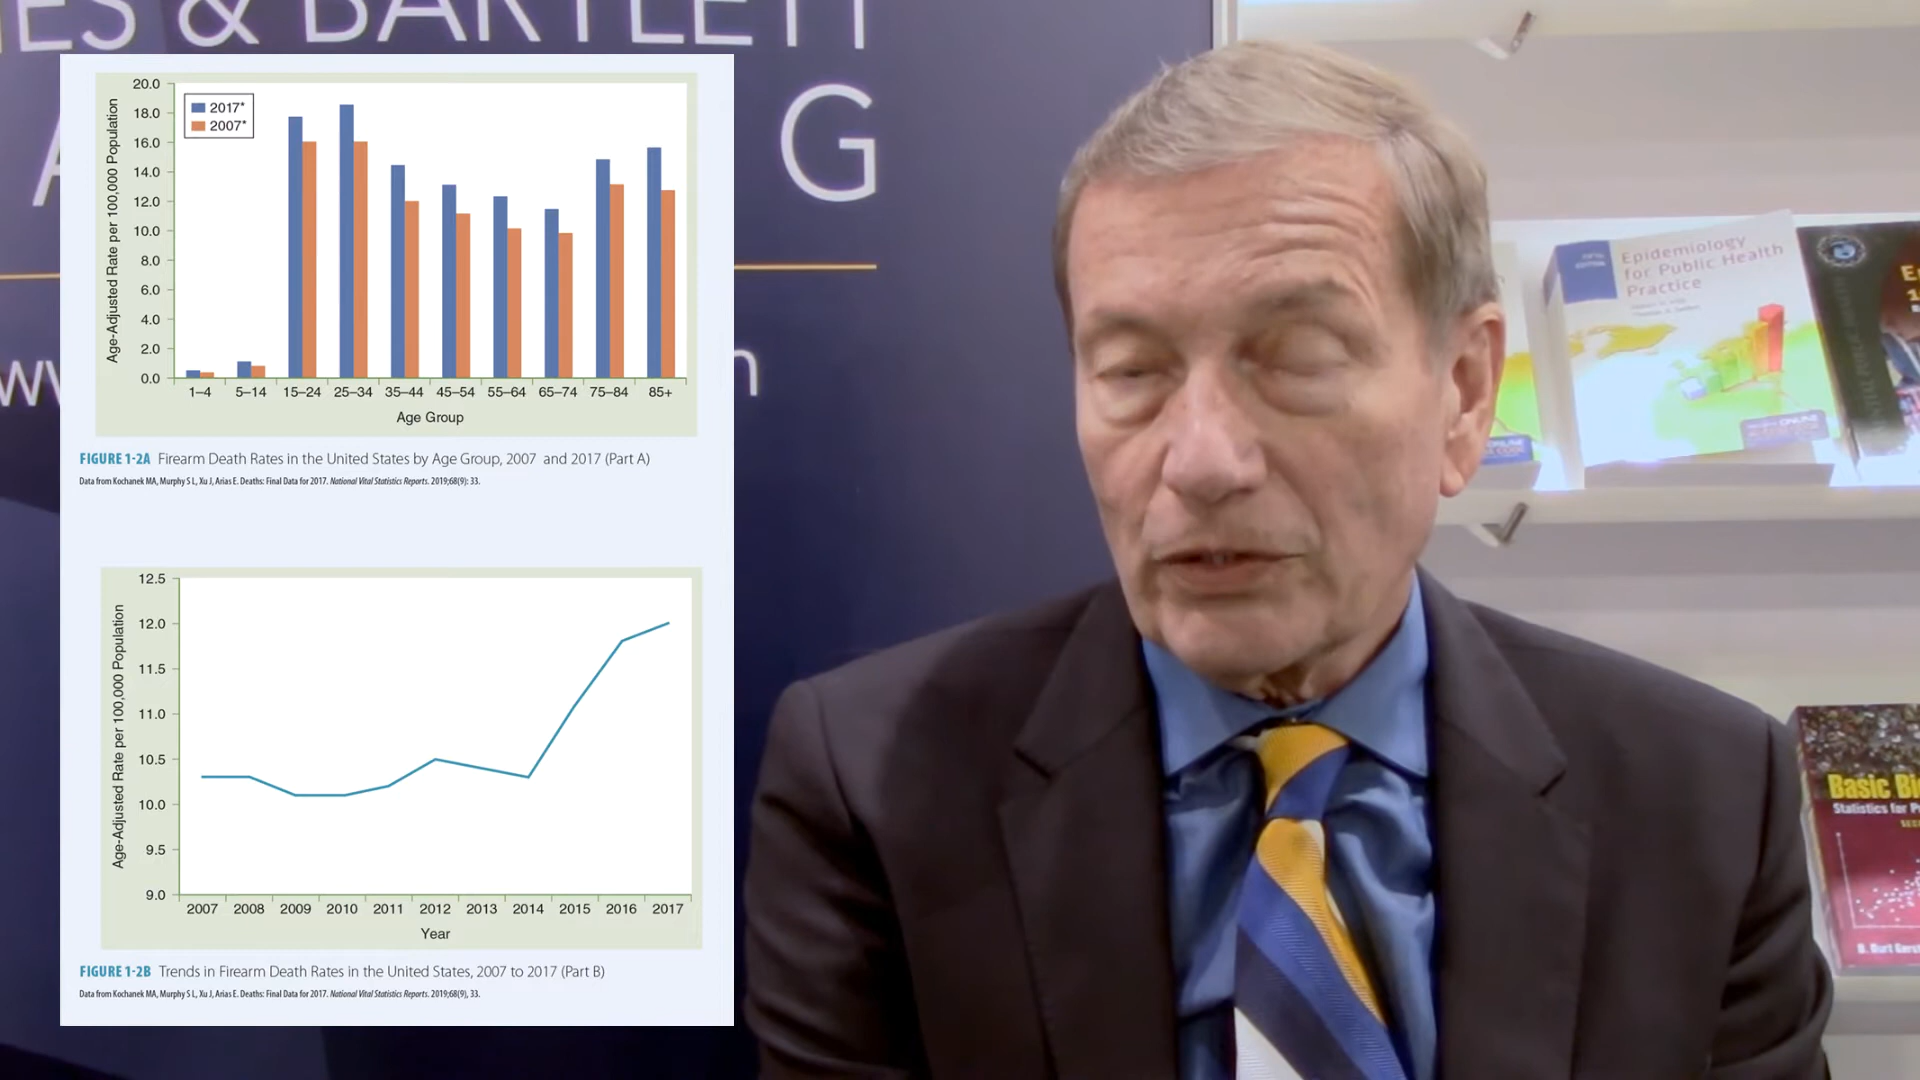 ES & BARTLETT
G
20.0
18.0
16.0
14.0
12.0
10.0
8.0
6.0
4.0
2.0
0.0
Age-Adjusted Rate per 100,000 Population
2017*
2007*
1–4 5–14 15–24 25–34 35–44 45–54 55–64 65–74 75–84 85+
Age Group
FIGURE 1-2A Firearm Death Rates in the United States by Age Group, 2007 and 2017 (Part A)
Data from Kochanek MA, Murphy S L, Xu J, Arias E. Deaths: Final Data for 2017. National Vital Statistics Reports. 2019;68(9): 33.
12.5
12.0
11.5
11.0
10.5
10.0
9.5
9.0
Age-Adjusted Rate per 100,000 Population
2007 2008 2009 2010 2011 2012 2013 2014 2015 2016 2017
Year
FIGURE 1-2B Trends in Firearm Death Rates in the United States, 2007 to 2017 (Part B)
Data from Kochanek MA, Murphy S L, Xu J, Arias E. Deaths: Final Data for 2017. National Vital Statistics Reports. 2019;68(9), 33.
FIFTH
EDITION
Epidemiology
for Public Health
Practice
Basic Bi
Statistics for P
B. Burt Gerst